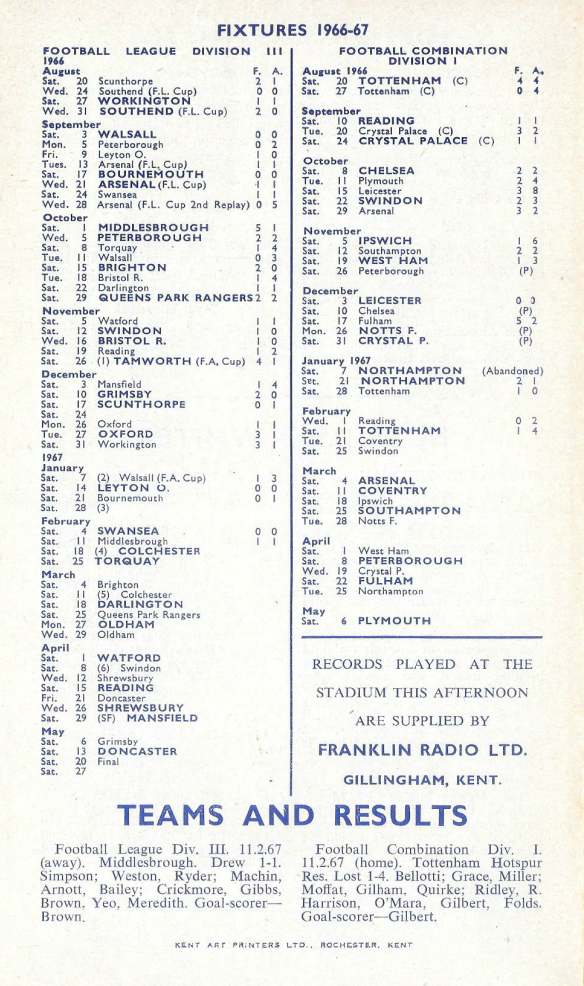 FIXTURES 1966-67
FOOTBALL LEAGUE DIVISION III
1966
August F. A.
Sat. 20 Scunthorpe 2 1
Wed. 24 Southend (F.L. Cup) 0 0
Sat. 27 WORKINGTON 1 1
Wed. 31 SOUTHEND (F.L. Cup) 2 0
September
Sat. 3 WALSALL 0 0
Mon. 5 Peterborough 0 2
Fri. 9 Leyton O. 1 0
Tues. 13 Arsenal (F.L. Cup) 1 1
Sat. 17 BOURNEMOUTH 0 0
Wed. 21 ARSENAL (F.L. Cup) 1 1
Sat. 24 Swansea 1 1
Wed. 28 Arsenal (F.L. Cup 2nd Replay) 0 5
October
Sat. 1 MIDDLESBROUGH 5 1
Wed. 5 PETERBOROUGH 2 2
Sat. 8 Torquay 1 4
Tue. 11 Walsall 0 3
Sat. 15 BRIGHTON 2 0
Tue. 18 Bristol R. 1 4
Sat. 22 Darlington 1 1
Sat. 29 QUEENS PARK RANGERS 2 2
November
Sat. 5 Watford 1 1
Sat. 12 SWINDON 1 0
Wed. 16 BRISTOL R. 1 0
Sat. 19 Reading 1 2
Sat. 26 (1) TAMWORTH (F.A. Cup) 4 1
December
Sat. 3 Mansfield 1 4
Sat. 10 GRIMSBY 2 0
Sat. 17 SCUNTHORPE 0 1
Sat. 24
Mon. 26 Oxford 1 1
Tue. 27 OXFORD 3 1
Sat. 31 Workington 3 1
1967
January
Sat. 7 (2) Walsall (F.A. Cup) 1 3
Sat. 14 LEYTON O. 0 0
Sat. 21 Bournemouth 0 1
Sat. 28 (3)
February
Sat. 4 SWANSEA 0 0
Sat. 11 Middlesbrough 1 1
Sat. 18 (4) COLCHESTER
Sat. 25 TORQUAY
March
Sat. 4 Brighton
Sat. 11 (5) Colchester
Sat. 18 DARLINGTON
Sat. 25 Queens Park Rangers
Mon. 27 OLDHAM
Wed. 29 Oldham
April
Sat. 1 WATFORD
Sat. 8 (6) Swindon
Wed. 12 Shrewsbury
Sat. 15 READING
Fri. 21 Doncaster
Wed. 26 SHREWSBURY
Sat. 29 (SF) MANSFIELD
May
Sat. 6 Grimsby
Sat. 13 DONCASTER
Sat. 20 Final
Sat. 27
FOOTBALL COMBINATION
DIVISION I
August 1966 F. A.
Sat. 20 TOTTENHAM (C) 4 4
Sat. 27 Tottenham (C) 0 4
September
Sat. 10 READING 1 1
Tue. 20 Crystal Palace (C) 3 2
Sat. 24 CRYSTAL PALACE (C) 1 1
October
Sat. 8 CHELSEA 2 2
Tue. 11 Plymouth 2 4
Sat. 15 Leicester 3 8
Sat. 22 SWINDON 2 3
Sat. 29 Arsenal 3 2
November
Sat. 5 IPSWICH 1 6
Sat. 12 Southampton 2 2
Sat. 19 WEST HAM 1 3
Sat. 26 Peterborough (P)
December
Sat. 3 LEICESTER 0 3
Sat. 10 Chelsea (P)
Sat. 17 Fulham 5 2
Mon. 26 NOTTS F. (P)
Sat. 31 CRYSTAL P. (P)
January 1967
Sat. 7 NORTHAMPTON (Abandoned)
Stt. 21 NORTHAMPTON 2 1
Sat. 28 Tottenham 1 0
February
Wed. 1 Reading 0 2
Sat. 11 TOTTENHAM 1 4
Tue. 21 Coventry
Sat. 25 Swindon
March
Sat. 4 ARSENAL
Sat. 11 COVENTRY
Sat. 18 Ipswich
Sat. 25 SOUTHAMPTON
Tue. 28 Notts F.
April
Sat. 1 West Ham
Sat. 8 PETERBOROUGH
Wed. 19 Crystal P.
Sat. 22 FULHAM
Tue. 25 Northampton
May
Sat. 6 PLYMOUTH
RECORDS PLAYED AT THE
STADIUM THIS AFTERNOON
ARE SUPPLIED BY
FRANKLIN RADIO LTD.
GILLINGHAM, KENT.
TEAMS AND RESULTS
Football League Div. III. 11.2.67
(away). Middlesbrough. Drew 1-1.
Simpson; Weston, Ryder; Machin,
Arnott, Bailey; Crickmore, Gibbs,
Brown, Yeo, Meredith. Goal-scorer—
Brown.
Football Combination Div. I.
11.2.67 (home). Tottenham Hotspur
Res. Lost 1-4. Bellotti; Grace, Miller;
Moffat, Gilham, Quirke; Ridley, R.
Harrison, O'Mara, Gilbert, Folds.
Goal-scorer—Gilbert.
KENT ART PRINTERS LTD., ROCHESTER, KENT